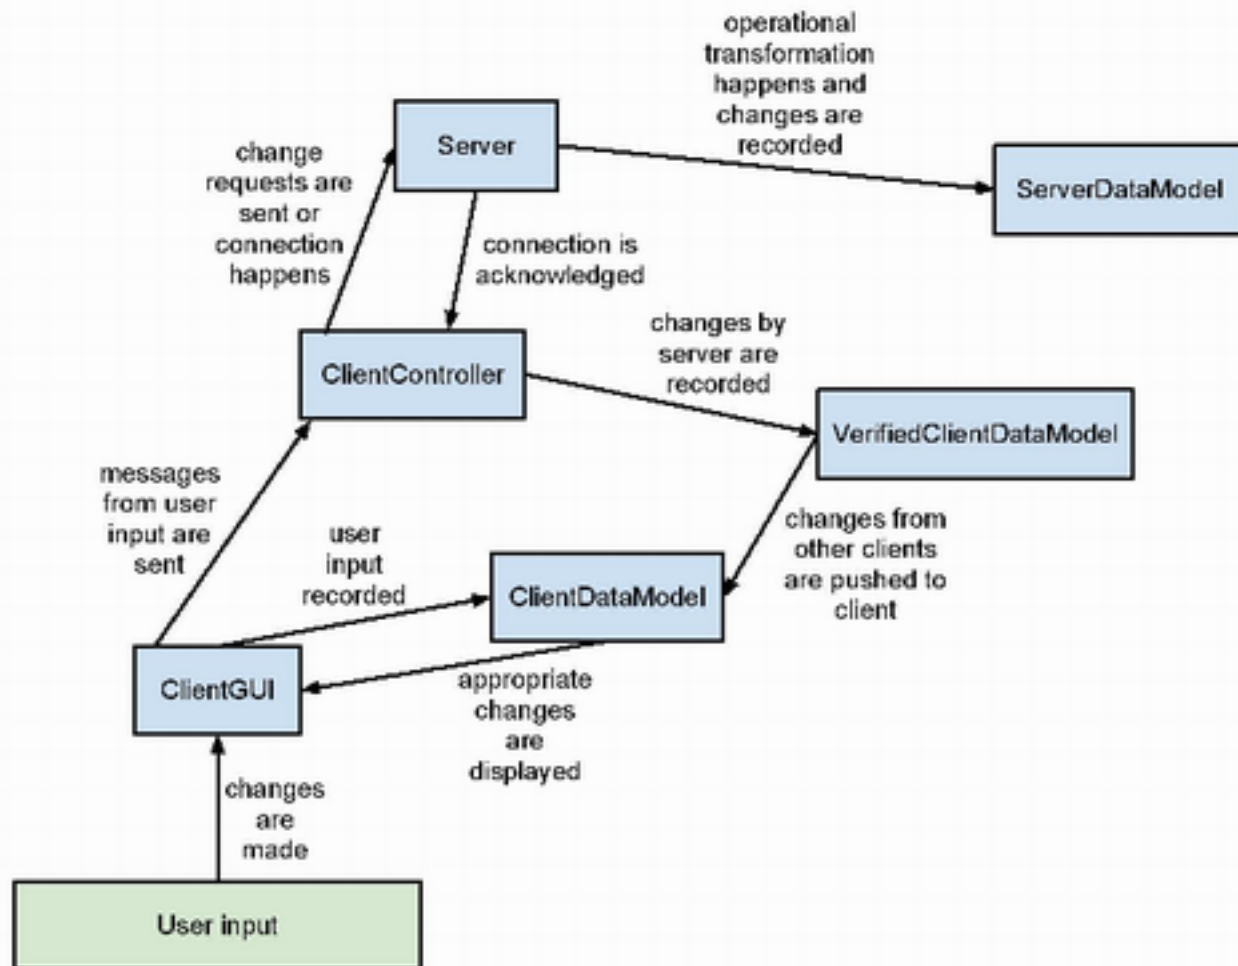 operational
transformation
happens and
changes are
recorded
Server
change
requests are
sent or
connection
happens
ServerDataModel
connection is
acknowledged
changes by
server are
recorded
ClientController
VerifiedClientDataModel
messages
from user
input are
sent
user
input
recorded
changes from
other clients
are pushed to
client
ClientDataModel
ClientGUI
appropriate
changes
are
displayed
changes
are
made
User input